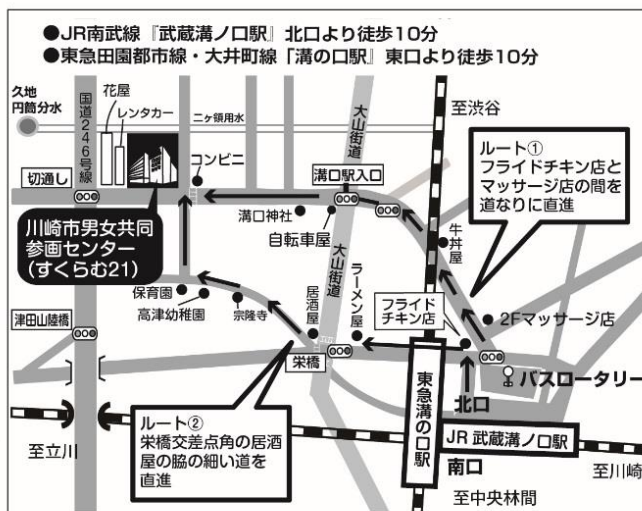 ●JR南武線『武蔵溝ノ口駅』北口より徒歩10分
●東急田園都市線・大井町線「溝の口駅」東口より徒歩10分
久地
円筒分水
国道246号線
花屋
レンタカー
二ヶ領用水
大山街道
至渋谷
ルート①
フライドチキン店と
マッサージ店の間を
道なりに直進
切通し
コンビニ
溝口駅入口
溝口神社
自転車屋
牛丼屋
川崎市男女共同
参画センター
(すくらむ21)
大山街道
ラーメン屋
居酒屋
保育園
高津幼稚園
宗隆寺
フライド
チキン店
2Fマッサージ店
津田山陸橋
栄橋
バスロータリー
北口
東急溝の口駅
ルート②
栄橋交差点角の居酒
屋の脇の細い道を
直進
JR 武蔵溝ノ口駅
南口
至立川
至川崎
至中央林間